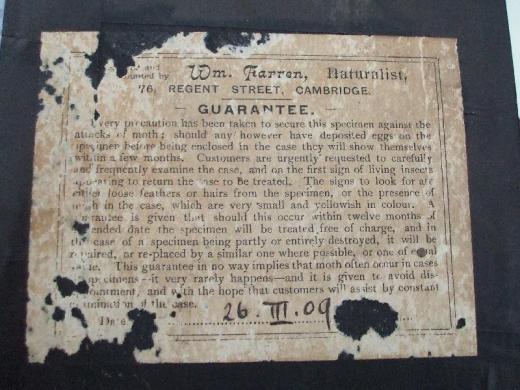 and
ounted by Wm. Farren, Naturalist,
76, REGENT STREET, CAMBRIDGE.
GUARANTEE.
very precaution has been taken to secure this specimen against the
attacks of moth; should any however have deposited eggs on the
specimen before being enclosed in the case they will show themselves
within a few months. Customers are urgently requested to carefully
and frequently examine the case, and on the first sign of living insects
to return the case to be treated. The signs to look for are
loose feathers or hairs from the specimen, or the presence of
in the case, which are very small and yellowish in colour. A
guarantee is given that should this occur within twelve months of
date the specimen will be treated free of charge, and in
the case of a specimen being partly or entirely destroyed, it will be
repaired, or re-placed by a similar one where possible, or one of equal
value. This guarantee in no way implies that moth often occur in cases
specimens—it very rarely happens—and it is given to avoid dis-
ointment, and with the hope that customers will assist by constant
examination of the case.
Date 26. III. 09